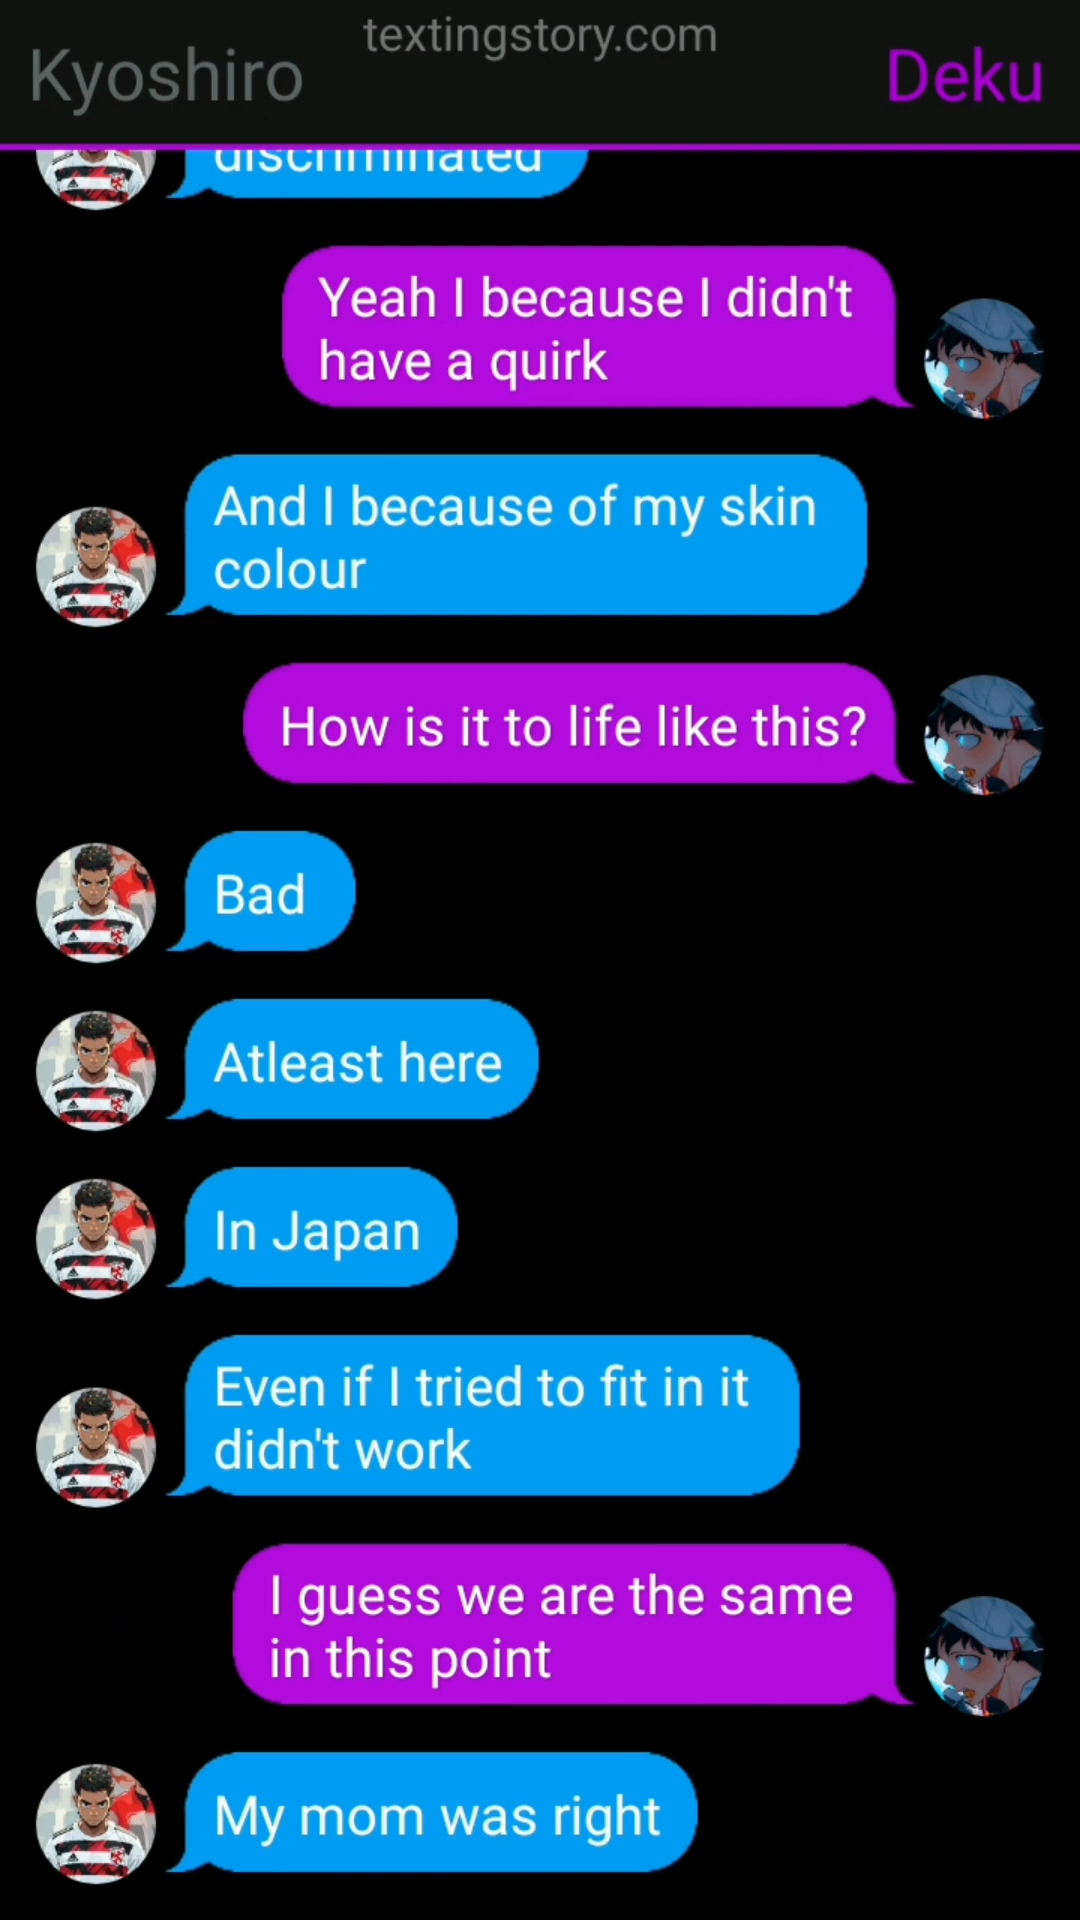 textingstory.com
Kyoshiro
Deku
discriminated
Yeah I because I didn't
have a quirk
And I because of my skin
colour
How is it to life like this?
Bad
Atleast here
In Japan
Even if I tried to fit in it
didn't work
I guess we are the same
in this point
My mom was right